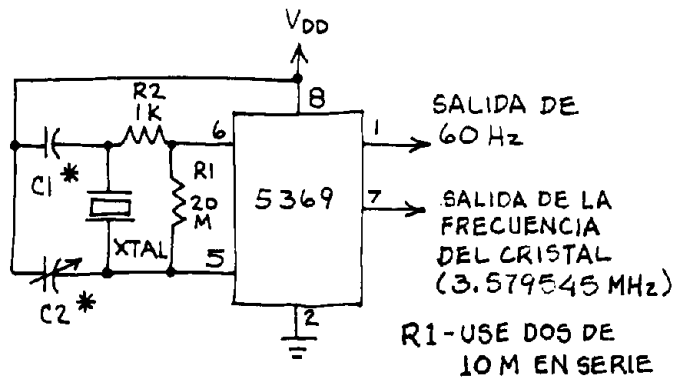 VDD
8
R2
1K
6
1
SALIDA DE
60 Hz
C1 *
R1
20
M
5369
7
SALIDA DE LA
FRECUENCIA
DEL CRISTAL
(3.579545 MHz)
XTAL
5
C2 *
2
R1-USE DOS DE
10 M EN SERIE